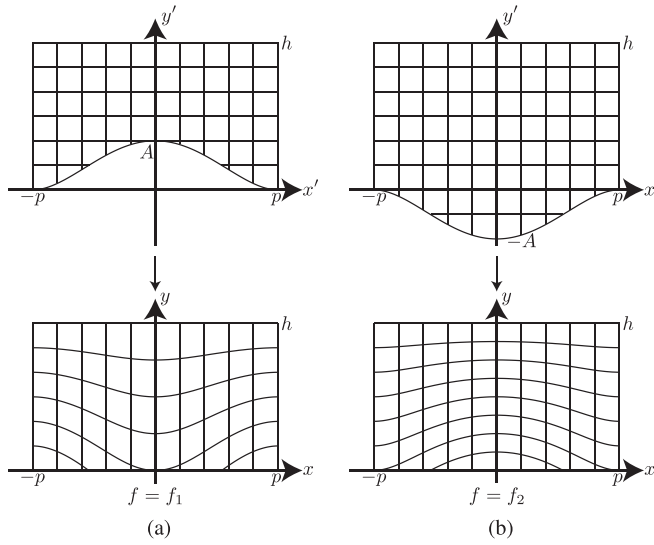 y′ y′
h h
A
−p p x′ −p p x
−A
y y
h h
−p p x −p p x
f = f₁ f = f₂
(a) (b)